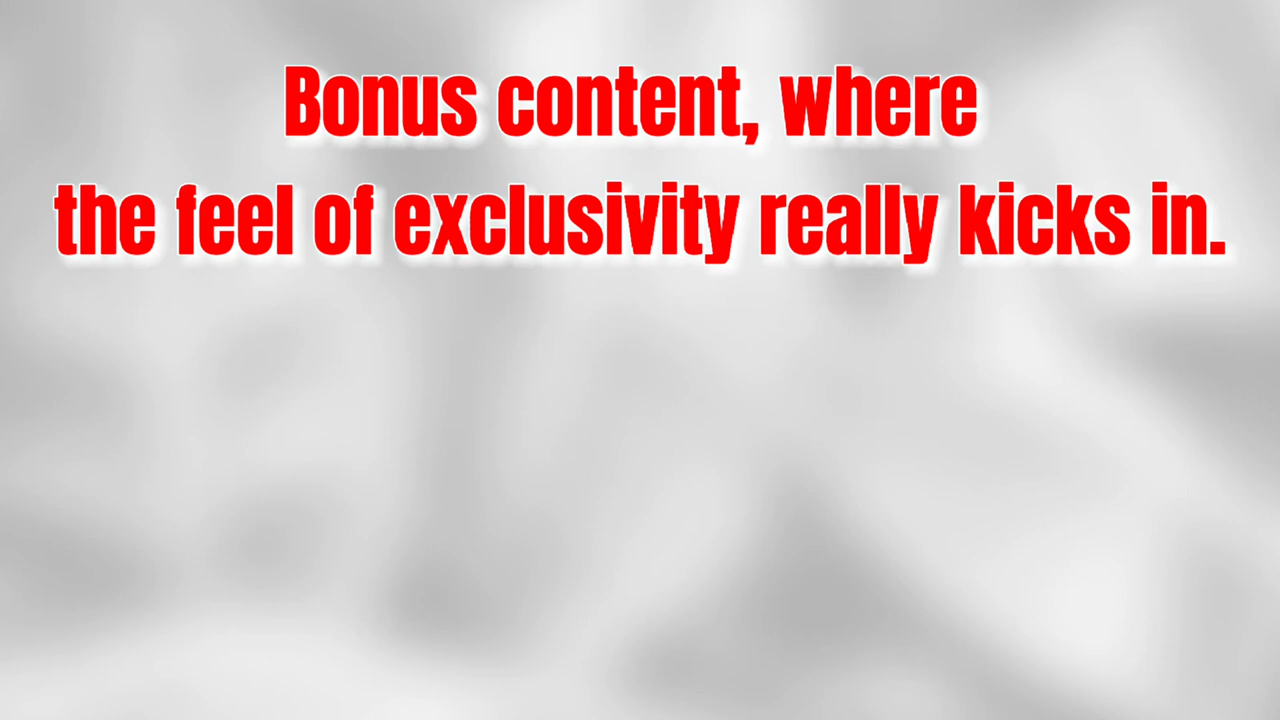 Bonus content, where
the feel of exclusivity really kicks in.